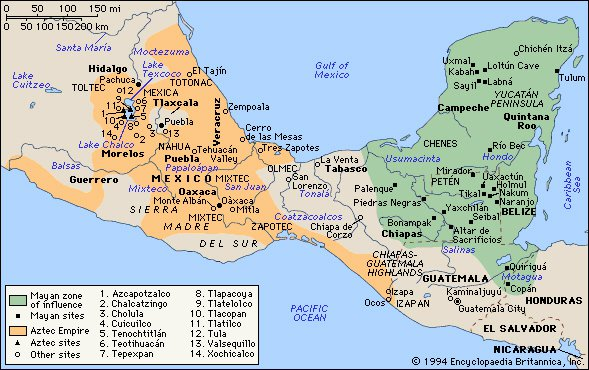 0 50 100 150 mi
0 50 100 150 200 km
Santa María
Moctezuma
Lake
Texcoco
Lake
Cuitzeo
Hidalgo
Pachuca
TOLTEC
MEXICA
El Tajín
TOTONAC
Tlaxcala
Puebla
Veracruz
Zempoala
Lake Chalco
Morelos
NÁHUA
Puebla
Tehuacán
Valley
Cerro
de las Mesas
Tres Zapotes
Papaloápan
Balsas
Guerrero
MEXICO
Mixteco
MIXTEC
San Juan
Oaxaca
Monte Albán
Oaxaca
Mitla
MIXTEC
ZAPOTEC
SIERRA
MADRE
DEL SUR
OLMEC
San
Lorenzo
La Venta
Tabasco
Tonalá
Coatzacoalcos
Chiapa de
Corzo
Gulf of
Mexico
PACIFIC
OCEAN
Chichén Itzá
Uxmal
Kabah
Loltún Cave
Sayil
Labná
Tulum
YUCATÁN
PENINSULA
Campeche
Quintana
Roo
CHENES
Río Bec
Usumacinta
Hondo
Mirador
PETÉN
Uaxactún
Holmul
Palenque
Tikal
Nakum
Naranjo
Piedras Negras
Yaxchilan
BELIZE
Bonampak
Seibal
Chiapas
Altar de
Sacrificios
Salinas
Caribbean
Sea
CHIAPAS-
GUATEMALA
HIGHLANDS
Quiriguá
GUATEMALA
Motagua
Izapa
Kaminaljuyú
Copán
Ocos
IZAPAN
Guatemala City
HONDURAS
EL SALVADOR
NICARAGUA
Mayan zone
of influence
Mayan sites
Aztec Empire
Aztec sites
Other sites
1. Azcapotzalco
2. Chalcatzingo
3. Cholula
4. Cuicuilco
5. Tenochtitlán
6. Teotihuacán
7. Tepexpan
8. Tlapacoya
9. Tlatelolco
10. Tlacopan
11. Tlatilco
12. Tula
13. Valsequillo
14. Xochicalco
© 1994 Encyclopaedia Britannica, Inc.